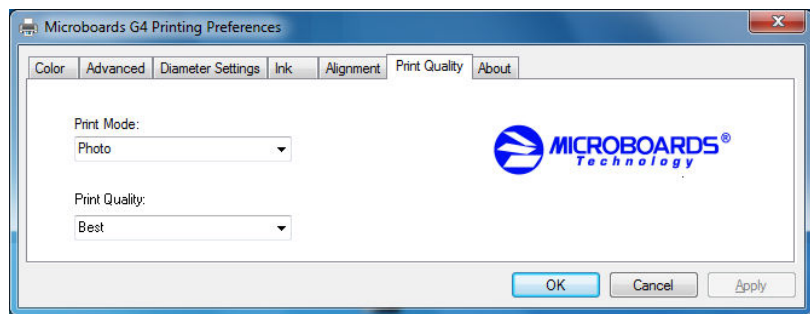 Microboards G4 Printing Preferences
Color Advanced Diameter Settings Ink Alignment Print Quality About
Print Mode:
Photo
MICROBOARDS®
Technology
Print Quality:
Best
OK Cancel Apply